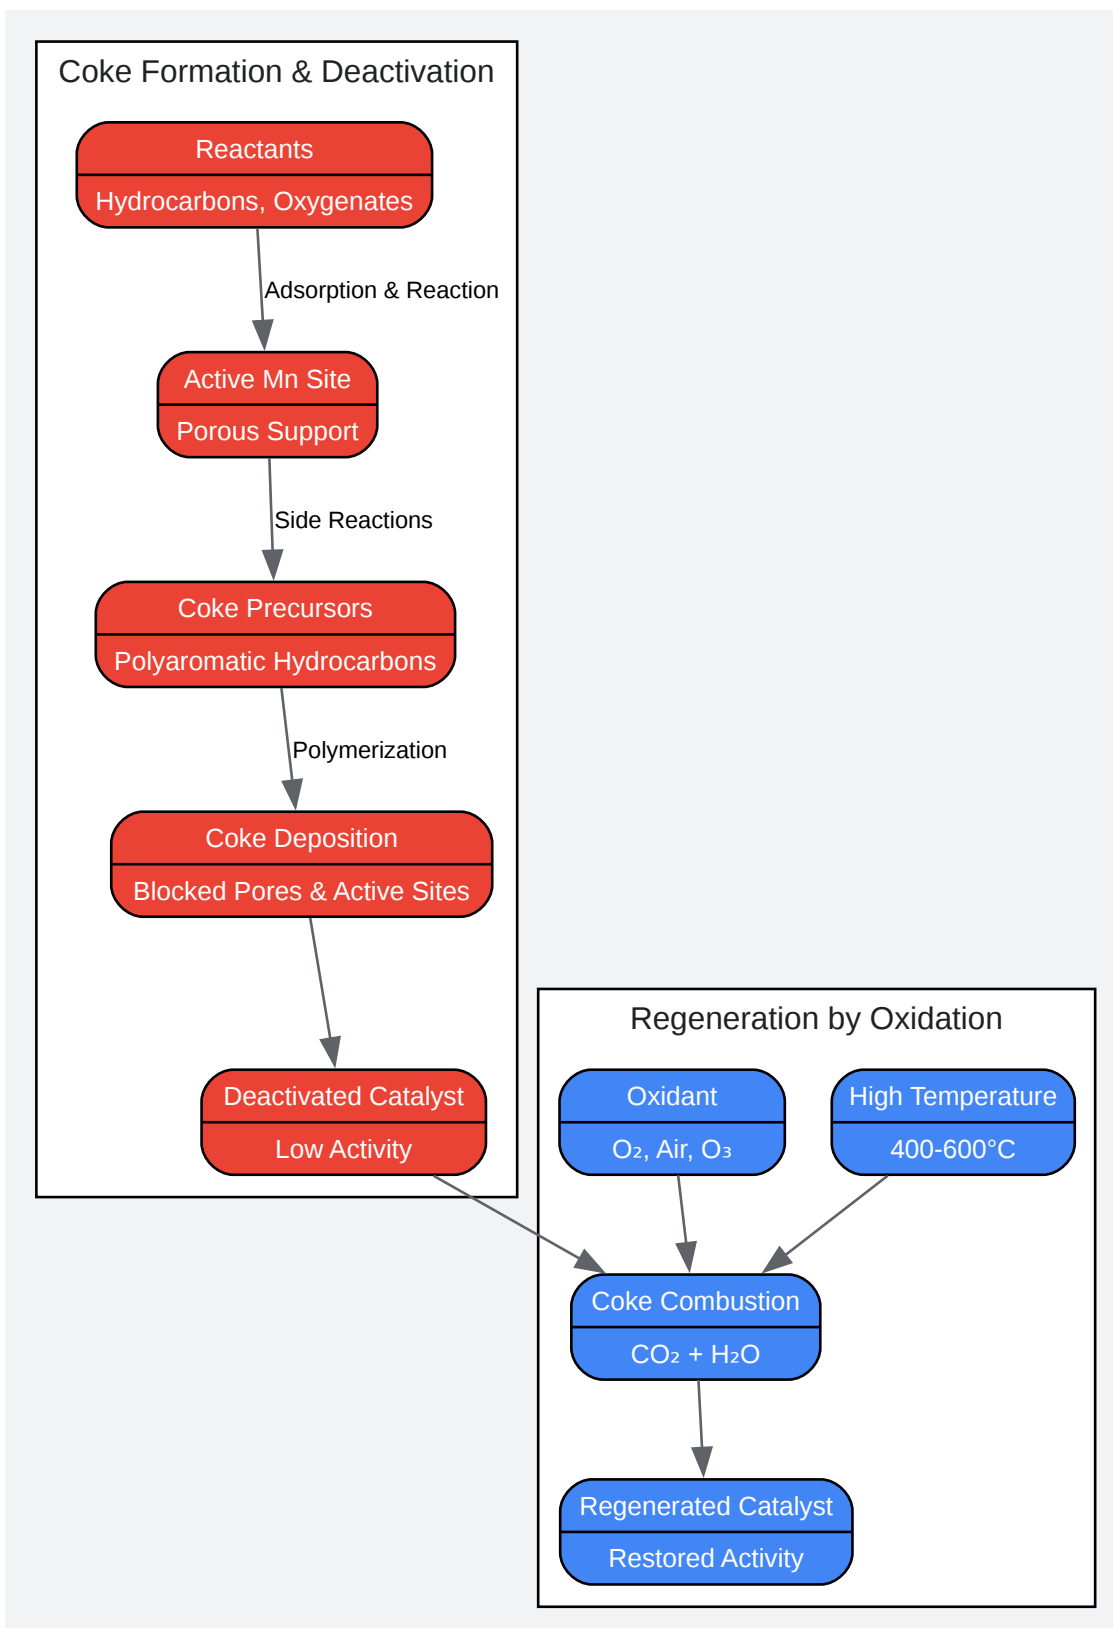 Coke Formation & Deactivation
Reactants
Hydrocarbons, Oxygenates
Adsorption & Reaction
Active Mn Site
Porous Support
Side Reactions
Coke Precursors
Polyaromatic Hydrocarbons
Polymerization
Coke Deposition
Blocked Pores & Active Sites
Deactivated Catalyst
Low Activity
Regeneration by Oxidation
Oxidant
O₂, Air, O₃
High Temperature
400-600°C
Coke Combustion
CO₂ + H₂O
Regenerated Catalyst
Restored Activity